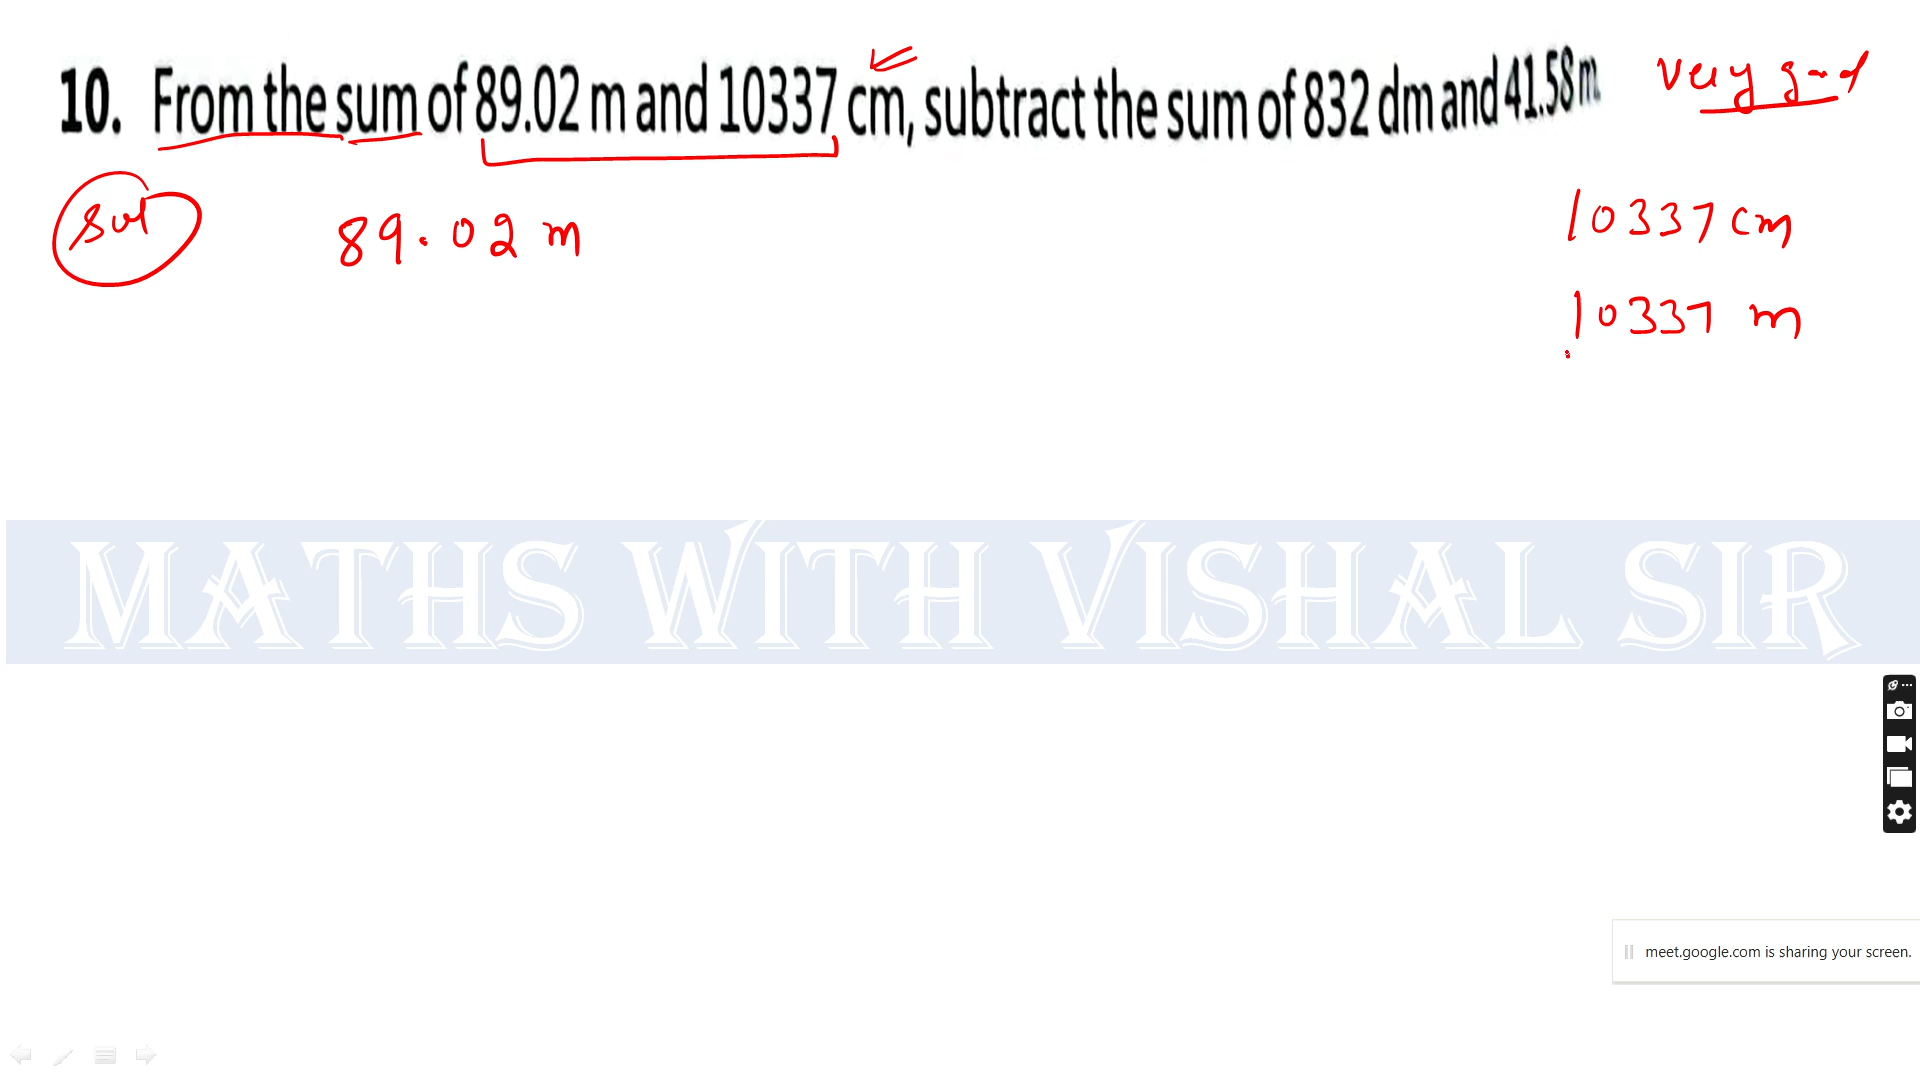 10. From the sum of 89.02 m and 10337 cm, subtract the sum of 832 dm and 41.58 m
very good
Sol
89.02 m
10337 cm
10337 m
MATHS WITH VISHAL SIR
meet.google.com is sharing your screen.